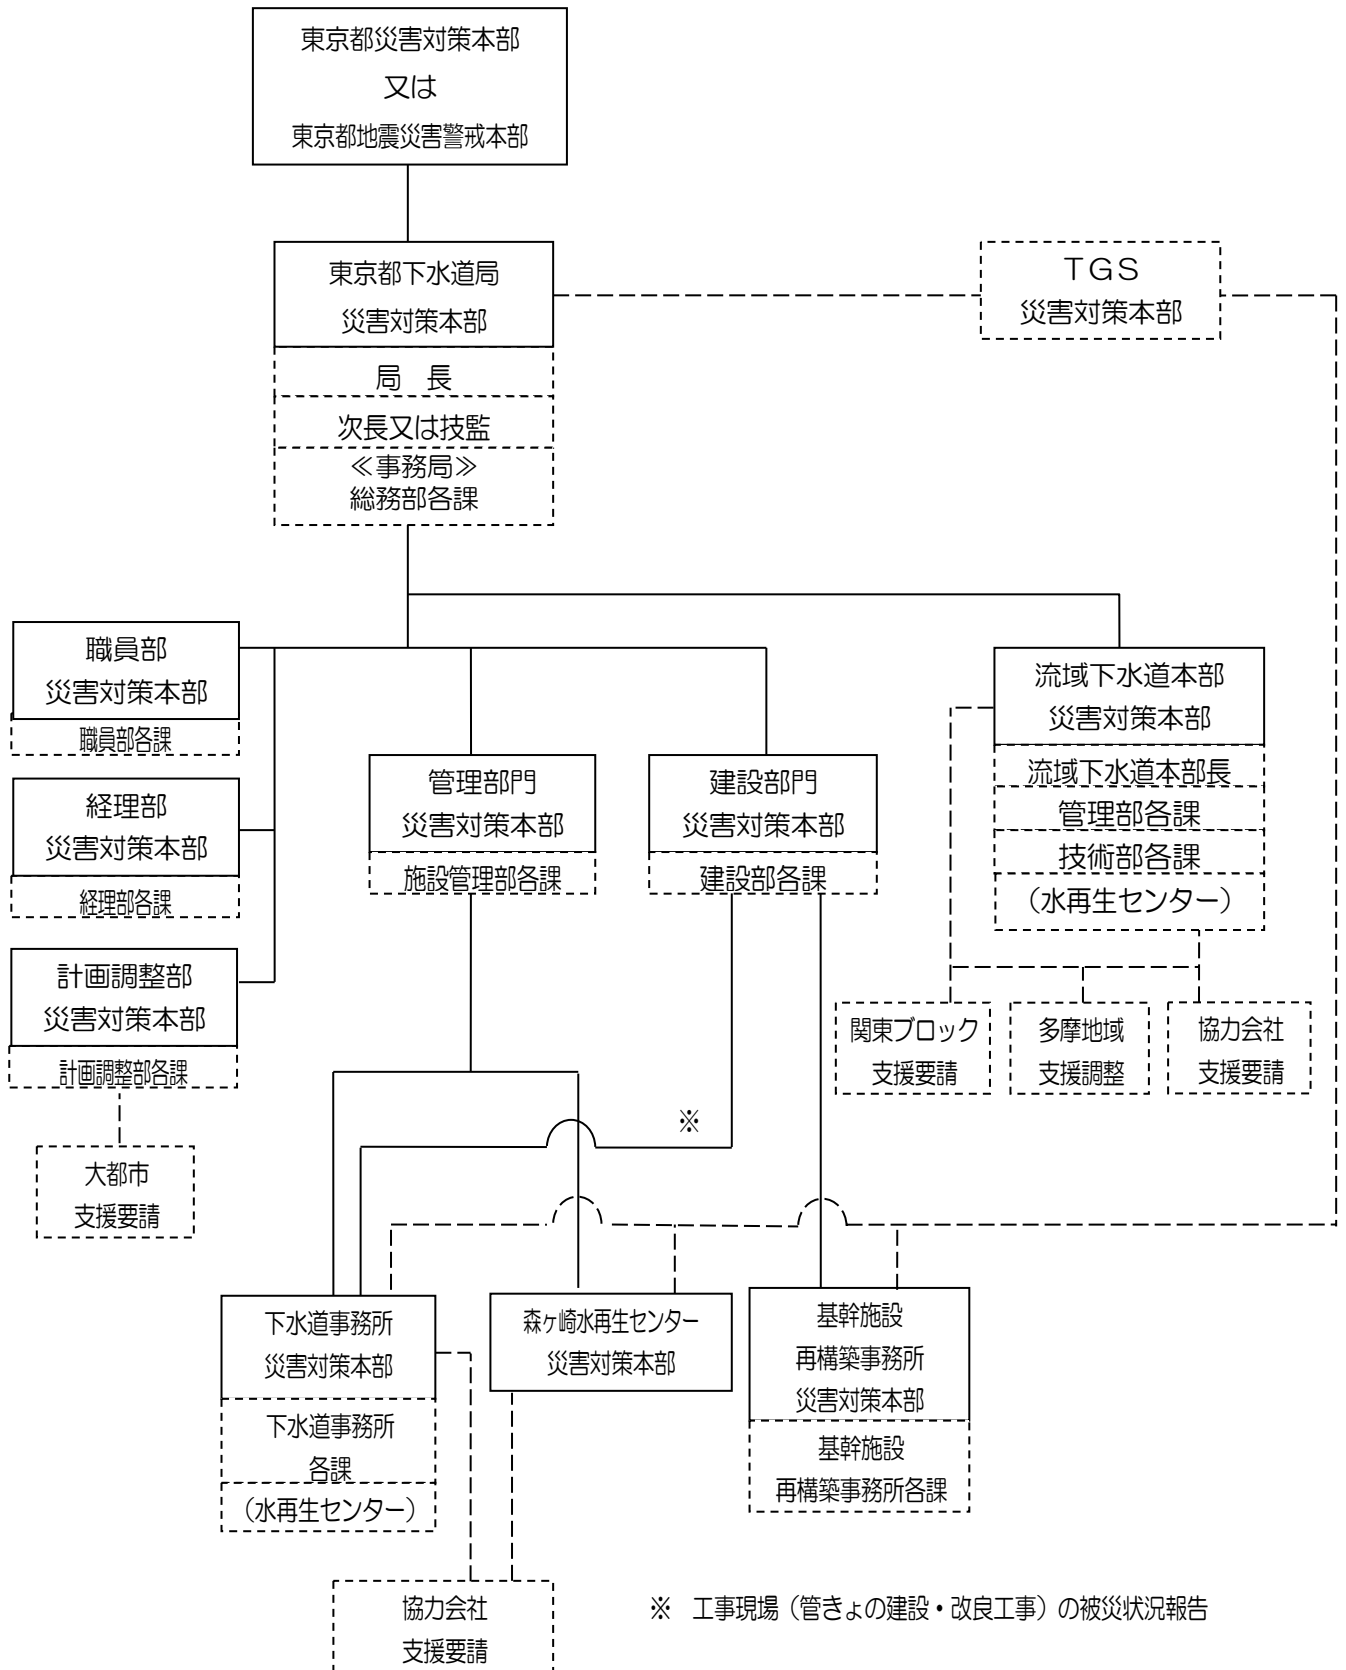 東京都災害対策本部
又は
東京都地震災害警戒本部
東京都下水道局
災害対策本部
局　長
次長又は技監
≪事務局≫
総務部各課
ＴＧＳ
災害対策本部
職員部
災害対策本部
職員部各課
経理部
災害対策本部
経理部各課
計画調整部
災害対策本部
計画調整部各課
大都市
支援要請
管理部門
災害対策本部
施設管理部各課
建設部門
災害対策本部
建設部各課
流域下水道本部
災害対策本部
流域下水道本部長
管理部各課
技術部各課
（水再生センター）
関東ブロック
支援要請
多摩地域
支援調整
協力会社
支援要請
※
下水道事務所
災害対策本部
下水道事務所
各課
（水再生センター）
森ヶ崎水再生センター
災害対策本部
基幹施設
再構築事務所
災害対策本部
基幹施設
再構築事務所各課
協力会社
支援要請
※　工事現場（管きょの建設・改良工事）の被災状況報告